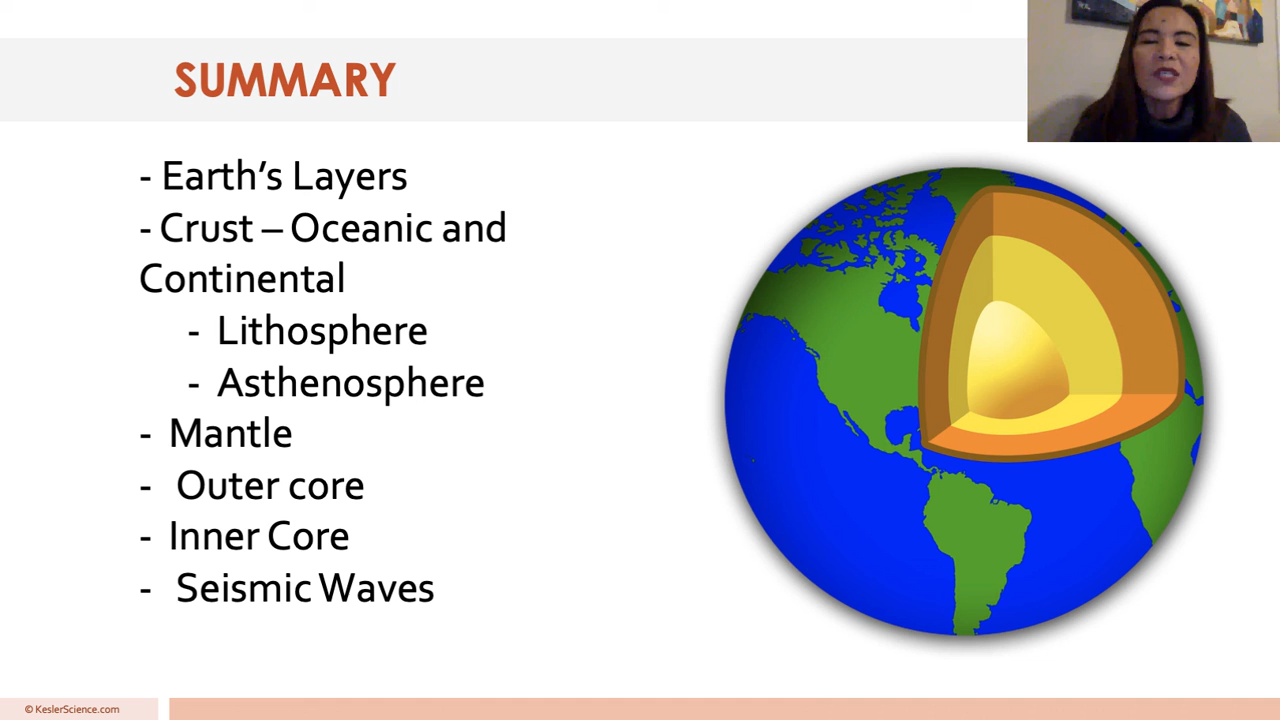 SUMMARY
- Earth’s Layers
- Crust – Oceanic and
Continental
- Lithosphere
- Asthenosphere
- Mantle
- Outer core
- Inner Core
- Seismic Waves
© KeslerScience.com